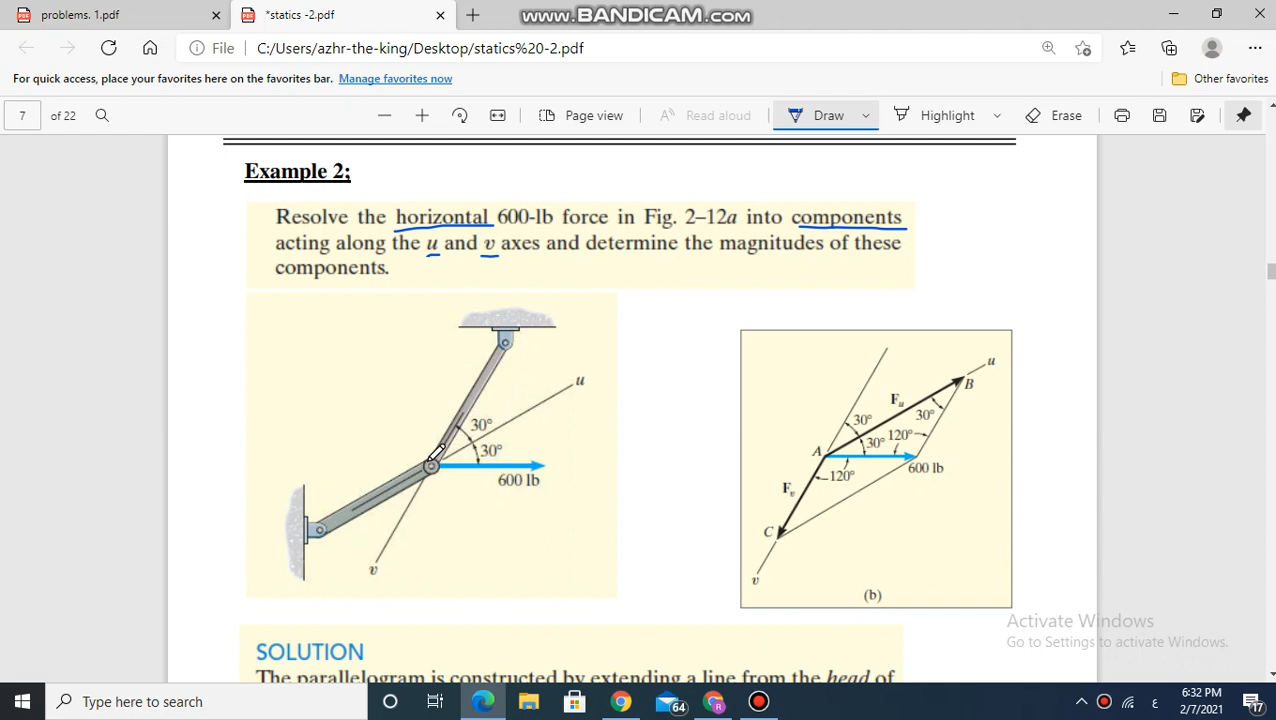 problems. 1.pdf
*statics -2.pdf
www.BANDICAM.com
File
C:/Users/azhr-the-king/Desktop/statics%20-2.pdf
For quick access, place your favorites here on the favorites bar. Manage favorites now
Other favorites
7 of 22
Page view
Read aloud
Draw
Highlight
Erase
Example 2;
Resolve the horizontal 600-lb force in Fig. 2–12a into components
acting along the u and v axes and determine the magnitudes of these
components.
u
30°
30°
600 lb
v
u
B
Fu
30°
30°
30°
120°
A
600 lb
120°
Fv
C
v
(b)
Activate Windows
Go to Settings to activate Windows.
SOLUTION
The parallelogram is constructed by extending a line from the head of
Type here to search
64
R
ع
6:32 PM
2/7/2021
17